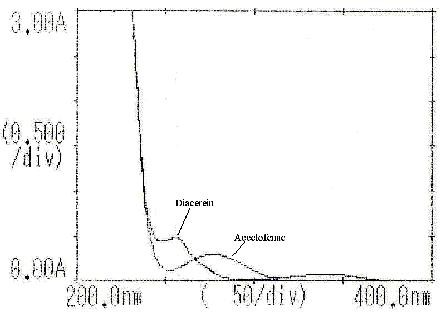 3.00A
(0.500
/div)
Diacerein
Aceclofenac
0.00A
200.0nm ( 50/div) 400.0nm